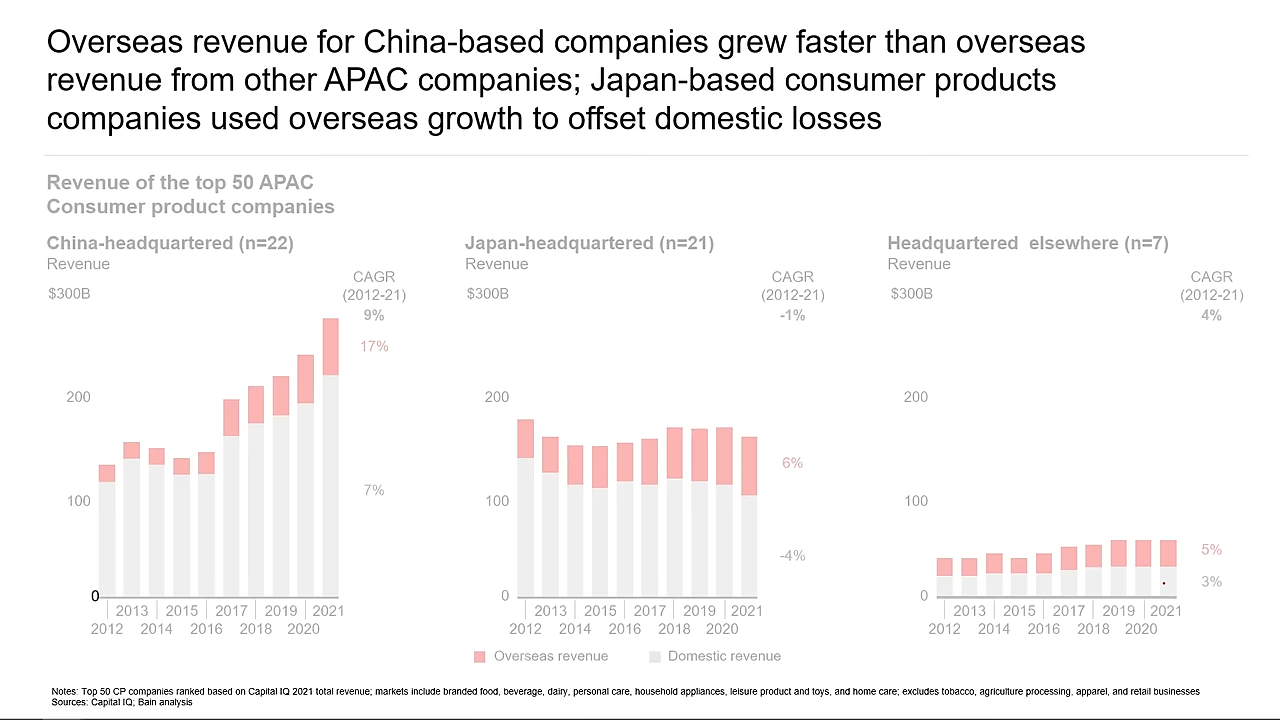 Overseas revenue for China-based companies grew faster than overseas
revenue from other APAC companies; Japan-based consumer products
companies used overseas growth to offset domestic losses
Revenue of the top 50 APAC
Consumer product companies
China-headquartered (n=22)
Revenue
CAGR
(2012-21)
$300B
9%
17%
200
100
7%
0
2013 2015 2017 2019 2021
2012 2014 2016 2018 2020
Japan-headquartered (n=21)
Revenue
CAGR
(2012-21)
$300B
-1%
200
6%
100
-4%
0
2013 2015 2017 2019 2021
2012 2014 2016 2018 2020
Headquartered elsewhere (n=7)
Revenue
CAGR
(2012-21)
$300B
4%
200
100
5%
3%
0
2013 2015 2017 2019 2021
2012 2014 2016 2018 2020
Overseas revenue Domestic revenue
Notes: Top 50 CP companies ranked based on Capital IQ 2021 total revenue; markets include branded food, beverage, dairy, personal care, household appliances, leisure product and toys, and home care; excludes tobacco, agriculture processing, apparel, and retail businesses
Sources: Capital IQ; Bain analysis